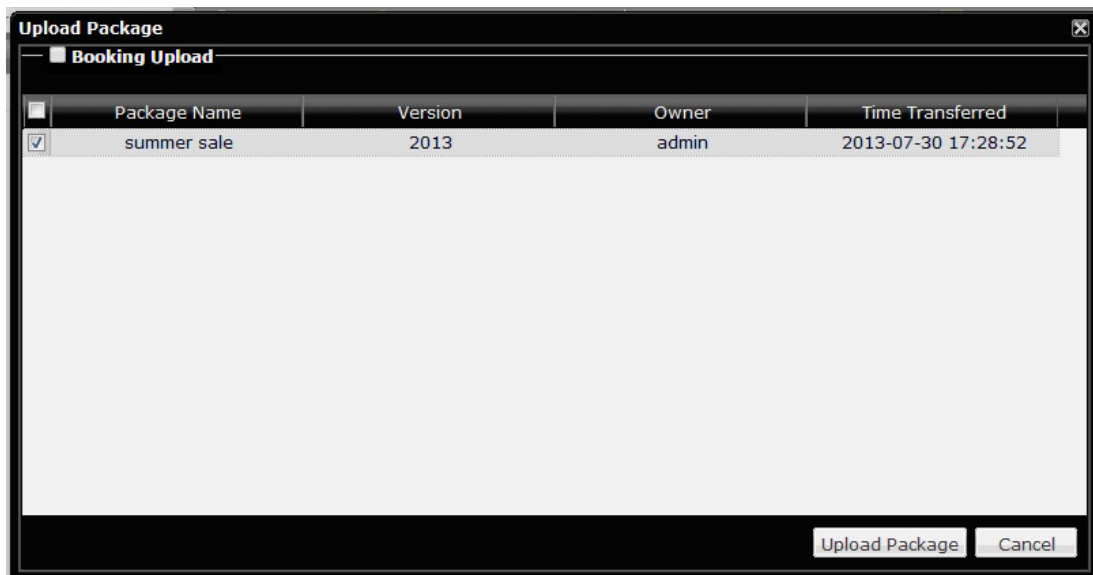 Upload Package
Booking Upload
Package Name Version Owner Time Transferred
summer sale 2013 admin 2013-07-30 17:28:52
Upload Package Cancel